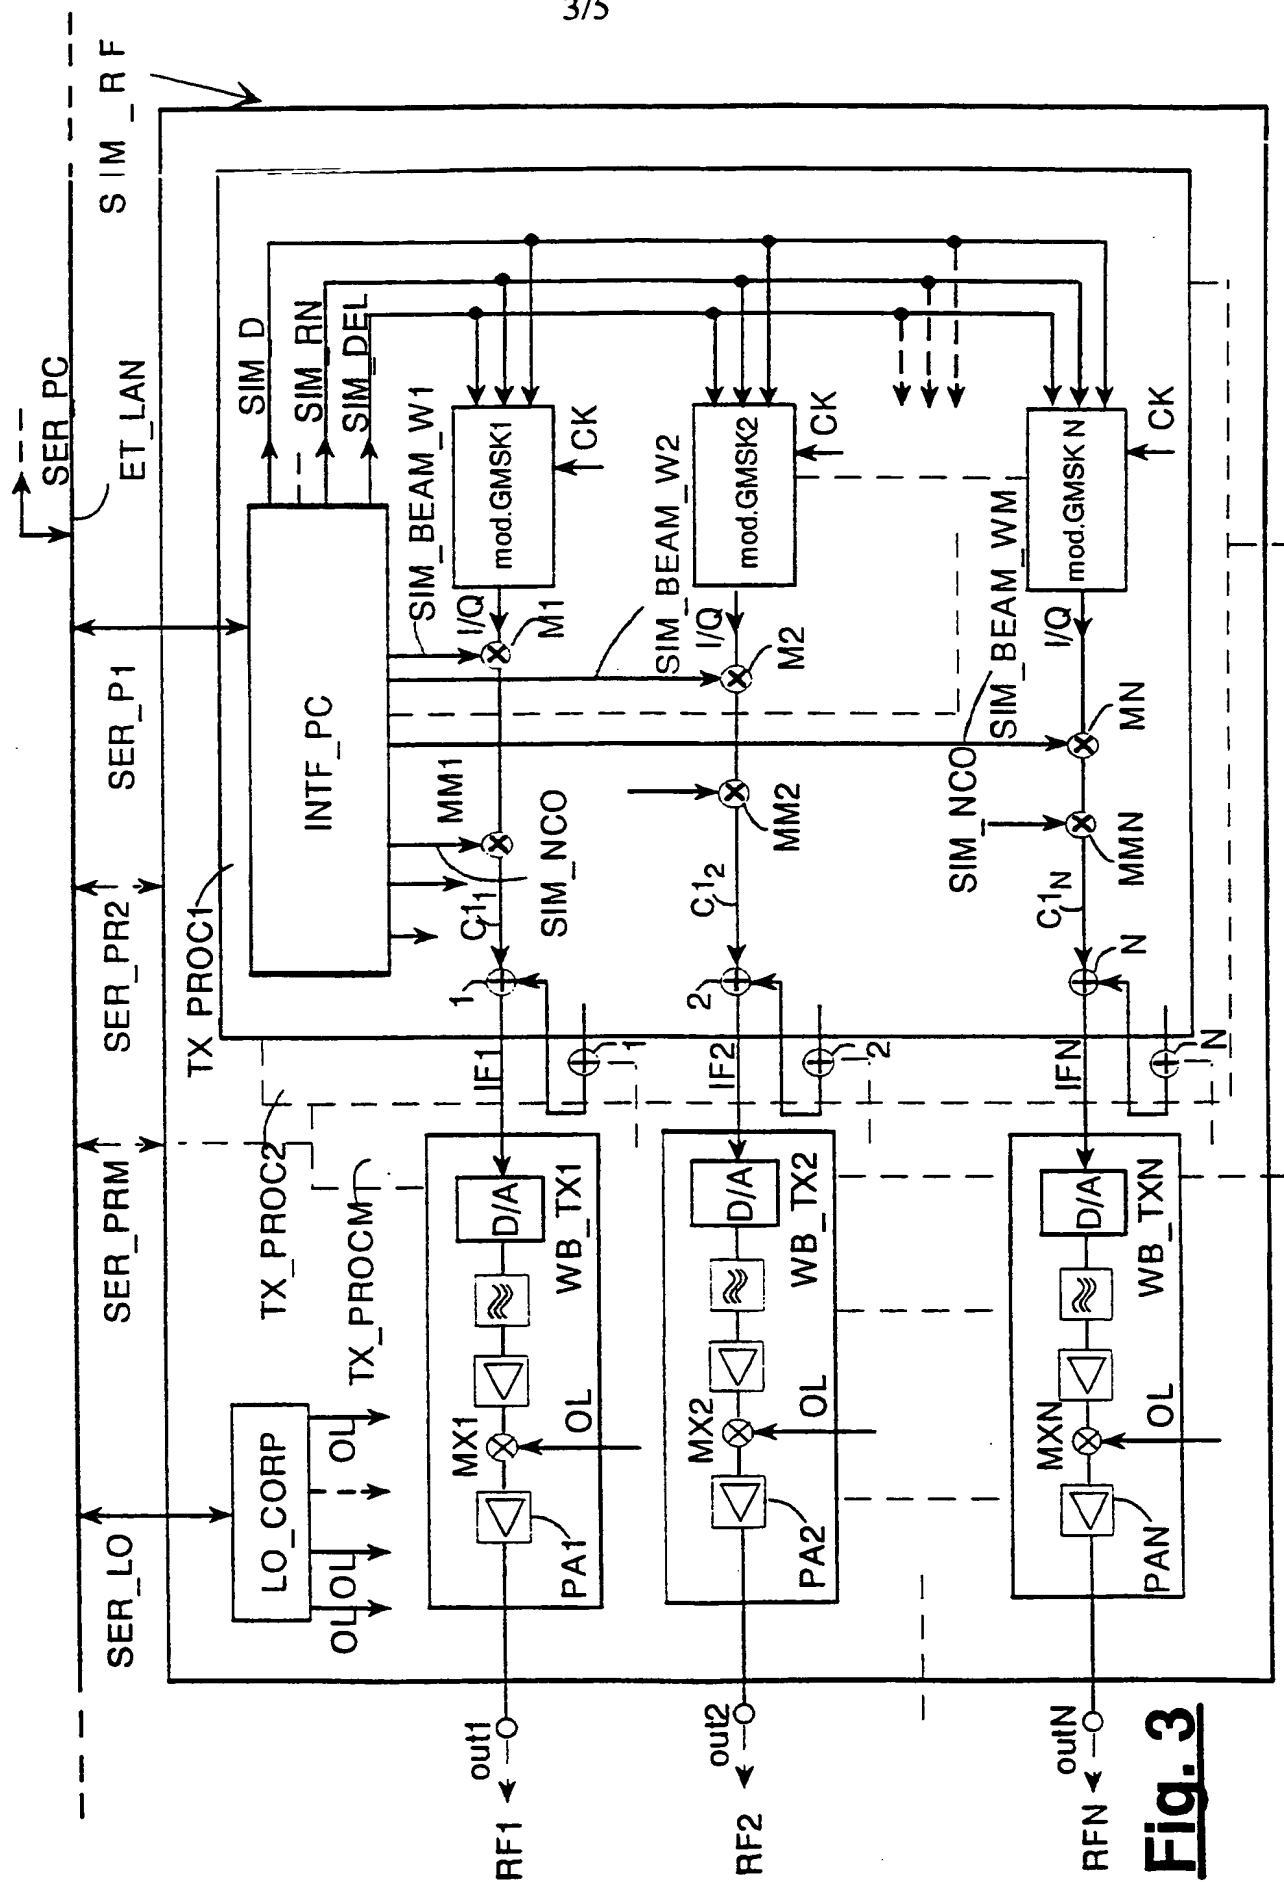 3/5
SER_PC
ET_LAN
SIM_RF
SER_LO
SER_PRM
SER_PR2
SER_P1
TX_PROC1
TX_PROC2
TX_PROCM
LO_CORP
OL
OL
OL
INTF_PC
SIM_D
SIM_RN
SIM_DEL
SIM_BEAM_W1
RF1
out1
PA1
MX1
OL
D/A
WB_TX1
IF1
1
1
C1₁
MM1
SIM_NCO
M1
I/Q
mod.GMSK1
CK
SIM_BEAM_W2
RF2
out2
PA2
MX2
OL
D/A
WB_TX2
IF2
2
2
C1₂
MM2
M2
I/Q
mod.GMSK2
CK
SIM_BEAM_WM
SIM_NCO
RFN
outN
PAN
MXN
OL
D/A
WB_TXN
IFN
N
N
C1N
MMN
MN
I/Q
mod.GMSK N
CK
Fig. 3